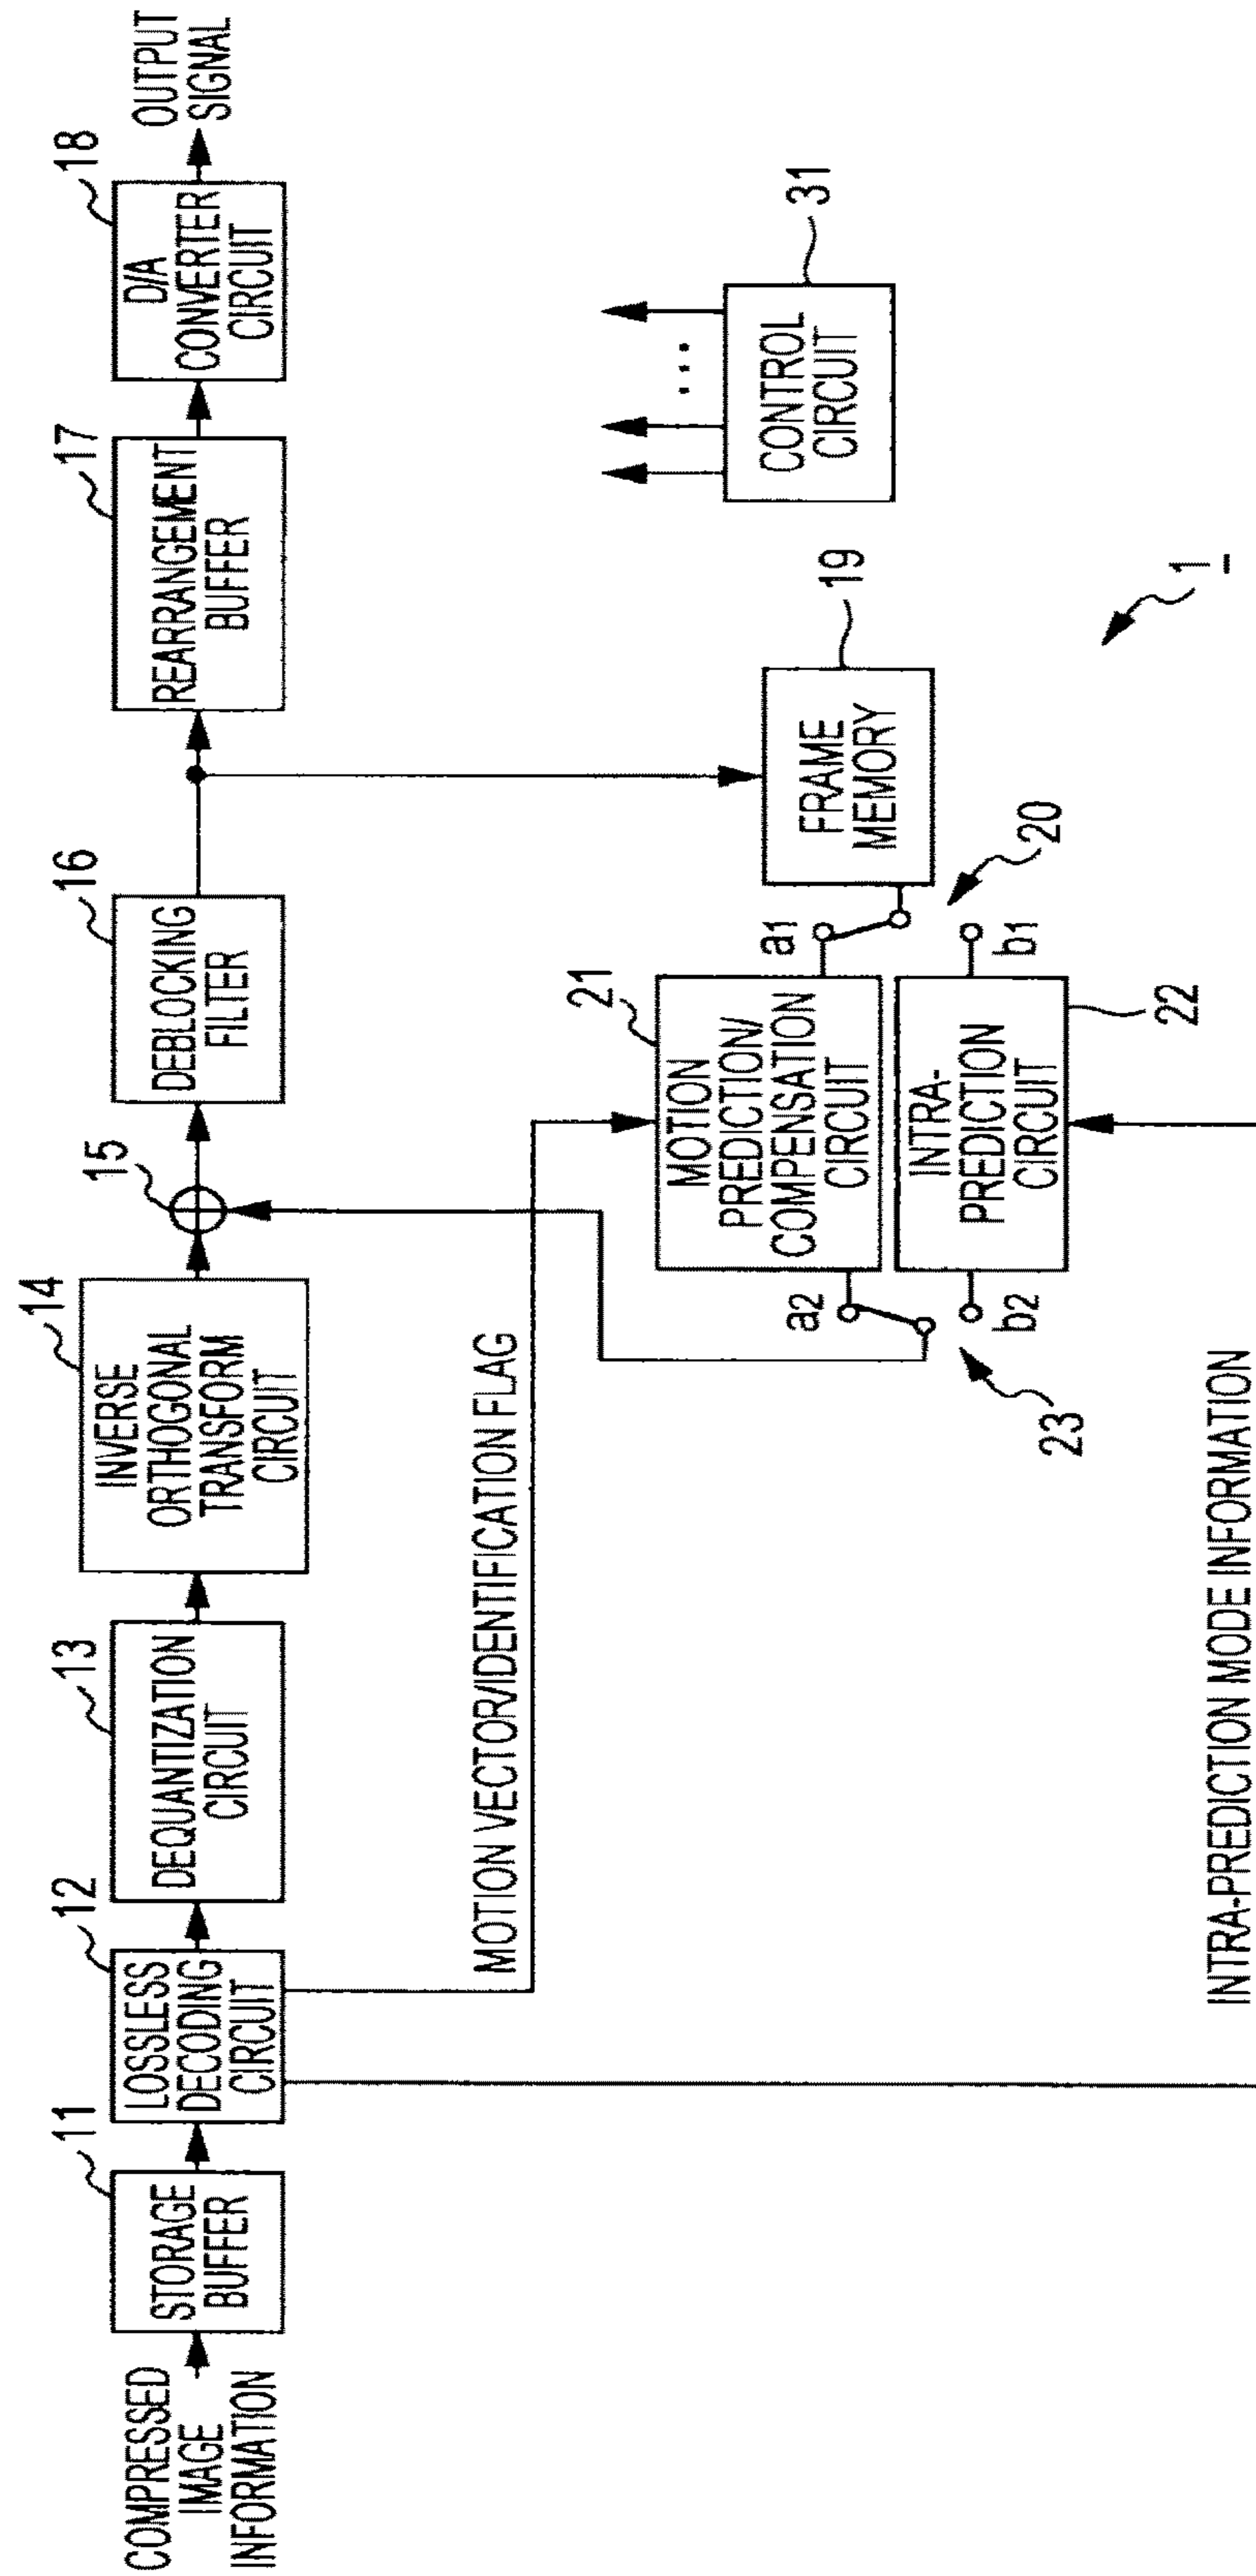 COMPRESSED
IMAGE
INFORMATION
11
STORAGE
BUFFER
12
LOSSLESS
DECODING
CIRCUIT
13
DEQUANTIZATION
CIRCUIT
14
INVERSE
ORTHOGONAL
TRANSFORM
CIRCUIT
15
16
DEBLOCKING
FILTER
17
REARRANGEMENT
BUFFER
18
D/A
CONVERTER
CIRCUIT
OUTPUT
SIGNAL
MOTION VECTOR/IDENTIFICATION FLAG
21
MOTION
PREDICTION/
COMPENSATION
CIRCUIT
a2
a1
19
FRAME
MEMORY
20
31
CONTROL
CIRCUIT
...
INTRA-
PREDICTION
CIRCUIT
b2
b1
23
22
1
INTRA-PREDICTION MODE INFORMATION